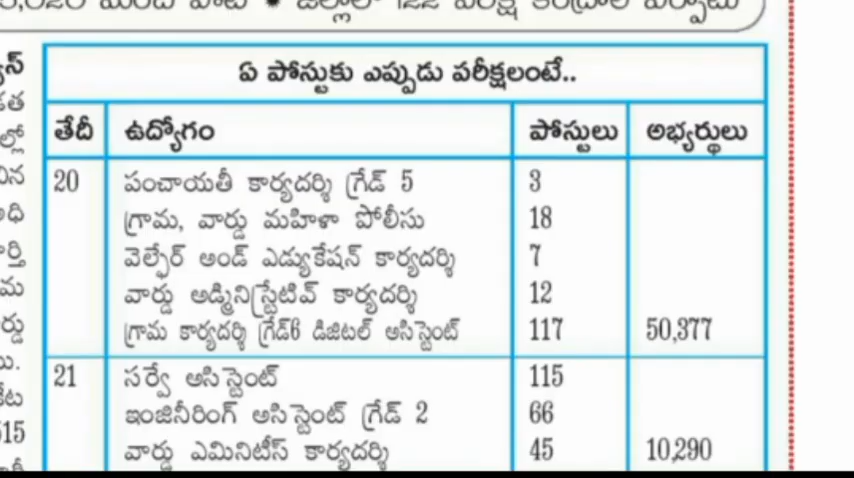 ఏ పోస్టుకు ఎప్పుడు పరీక్షలంటే..
తేదీ ఉద్యోగం పోస్టులు అభ్యర్థులు
20 పంచాయతీ కార్యదర్శి గ్రేడ్ 5 3
గ్రామ, వార్డు మహిళా పోలీసు 18
వెల్ఫేర్ అండ్ ఎడ్యుకేషన్ కార్యదర్శి 7
వార్డు అడ్మినిస్ట్రేటివ్ కార్యదర్శి 12
గ్రామ కార్యదర్శి గ్రేడ్6 డిజిటల్ అసిస్టెంట్ 117 50,377
21 సర్వే అసిస్టెంట్ 115
ఇంజినీరింగ్ అసిస్టెంట్ గ్రేడ్ 2 66
వార్డు ఎమినిటీస్ కార్యదర్శి 45 10,290